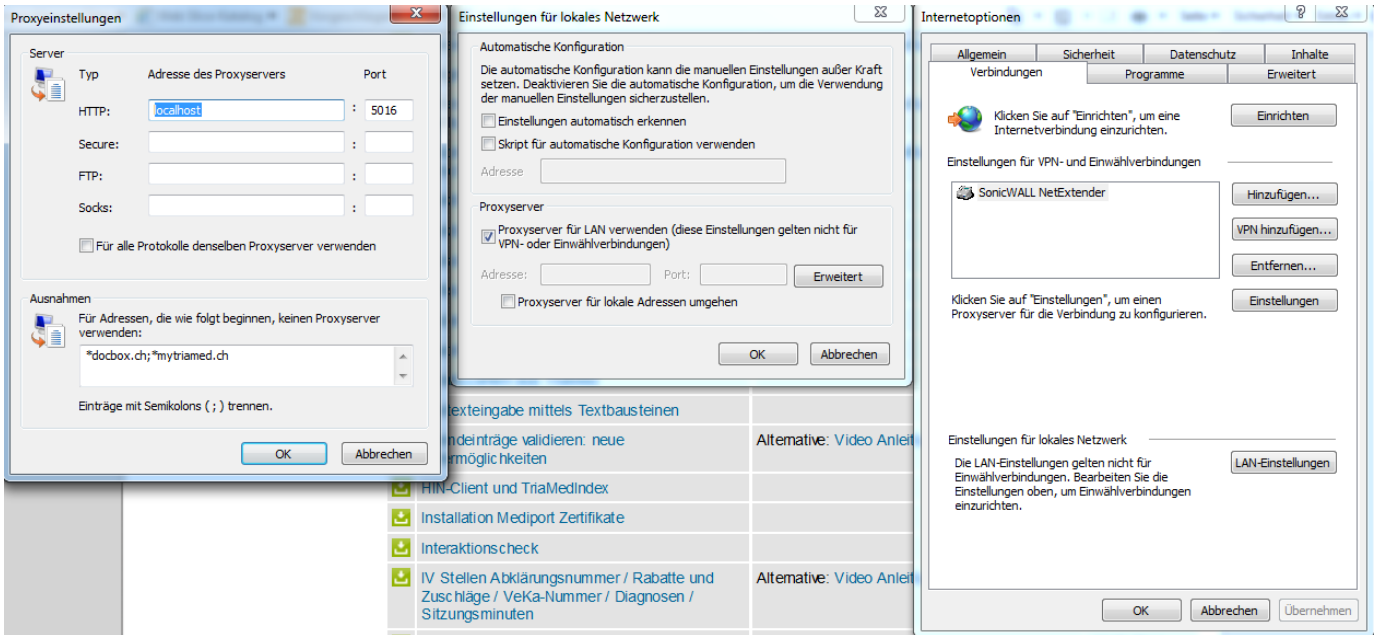 Proxyeinstellungen
Server
Typ Adresse des Proxyservers Port
HTTP: localhost : 5016
Secure: :
FTP: :
Socks: :
Für alle Protokolle denselben Proxyserver verwenden
Ausnahmen
Für Adressen, die wie folgt beginnen, keinen Proxyserver
verwenden:
*docbox.ch;*mytriamed.ch
Einträge mit Semikolons ( ; ) trennen.
OK Abbrechen
Einstellungen für lokales Netzwerk
Automatische Konfiguration
Die automatische Konfiguration kann die manuellen Einstellungen außer Kraft
setzen. Deaktivieren Sie die automatische Konfiguration, um die Verwendung
der manuellen Einstellungen sicherzustellen.
Einstellungen automatisch erkennen
Skript für automatische Konfiguration verwenden
Adresse
Proxyserver
Proxyserver für LAN verwenden (diese Einstellungen gelten nicht für
VPN- oder Einwählverbindungen)
Adresse: Port: Erweitert
Proxyserver für lokale Adressen umgehen
OK Abbrechen
Internetoptionen
Allgemein Sicherheit Datenschutz Inhalte
Verbindungen Programme Erweitert
Klicken Sie auf "Einrichten", um eine
Internetverbindung einzurichten.
Einrichten
Einstellungen für VPN- und Einwählverbindungen
SonicWALL NetExtender
Hinzufügen...
VPN hinzufügen...
Entfernen...
Klicken Sie auf "Einstellungen", um einen
Proxyserver für die Verbindung zu konfigurieren.
Einstellungen
Einstellungen für lokales Netzwerk
Die LAN-Einstellungen gelten nicht für
Einwählverbindungen. Bearbeiten Sie die
Einstellungen oben, um Einwählverbindungen
einzurichten.
LAN-Einstellungen
OK Abbrechen Übernehmen
texteingabe mittels Textbausteinen
ndeinträge validieren: neue
ermöglichkeiten
Alternative: Video Anleit
HIN-Client und TriaMedIndex
Installation Mediport Zertifikate
Interaktionscheck
IV Stellen Abklärungsnummer / Rabatte und
Zuschläge / VeKa-Nummer / Diagnosen /
Sitzungsminuten
Alternative: Video Anleit